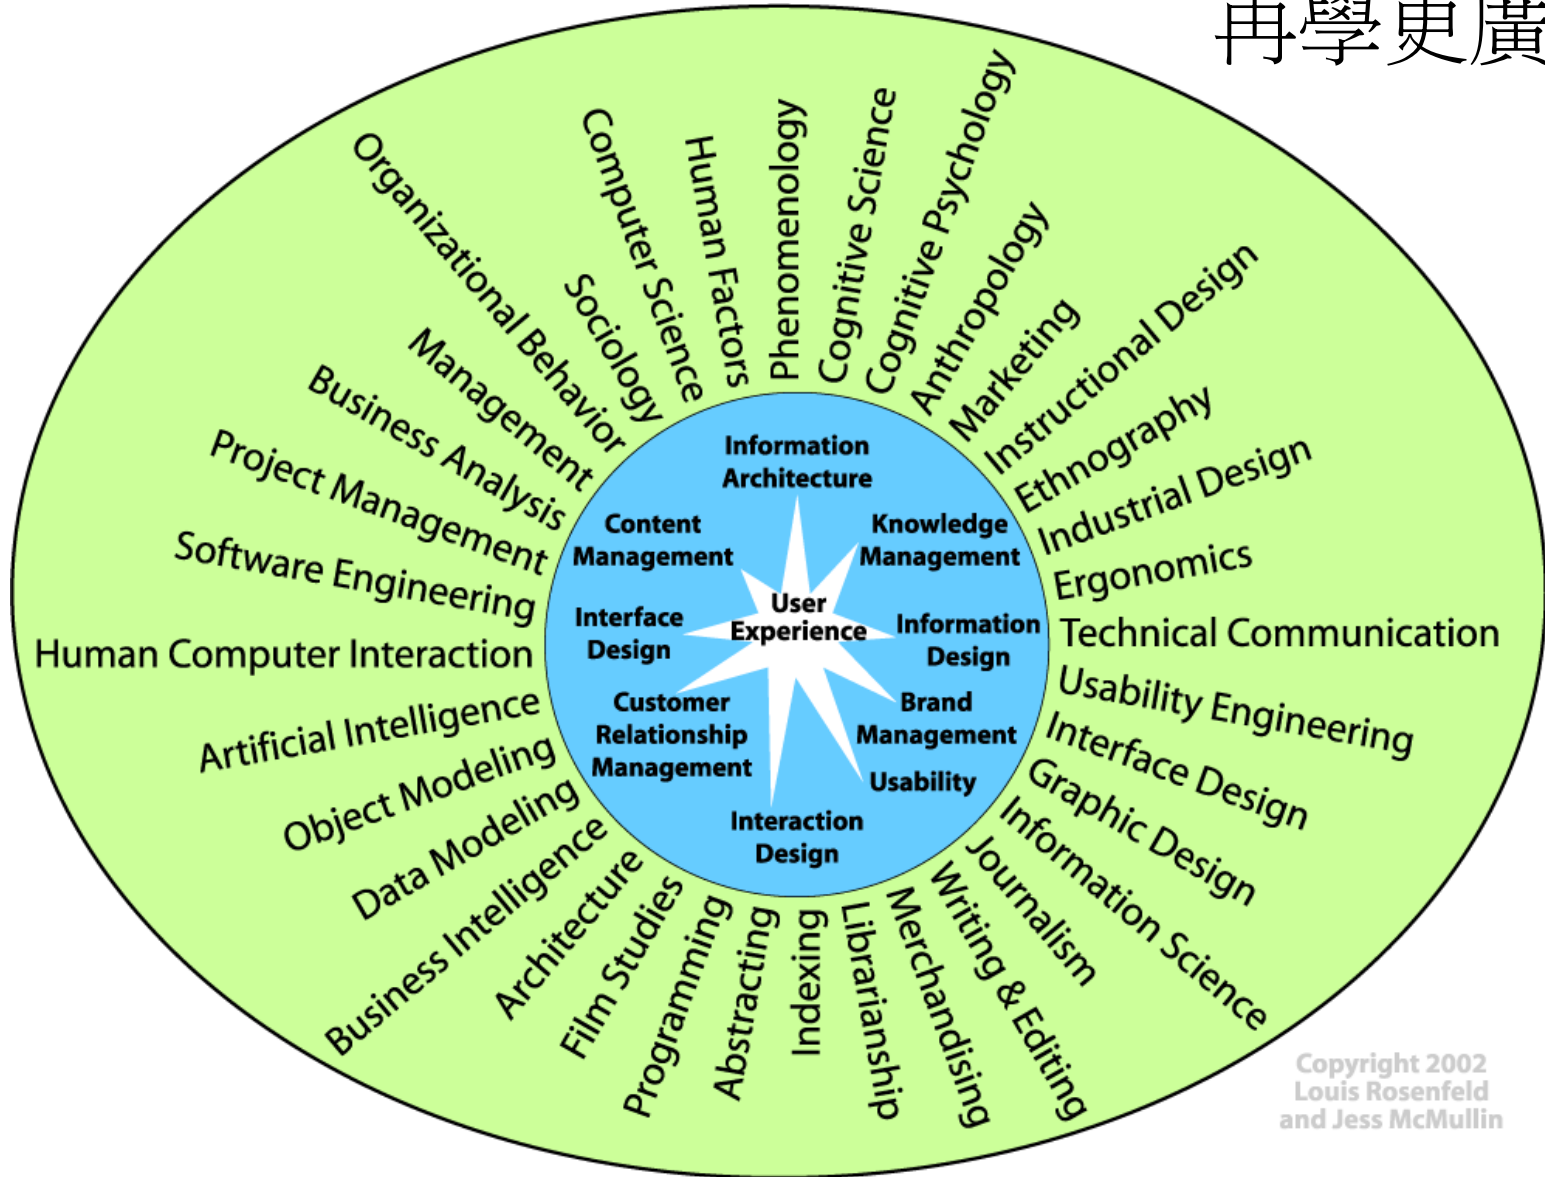 再學更廣
Phenomenology
Cognitive Science
Cognitive Psychology
Anthropology
Marketing
Instructional Design
Ethnography
Industrial Design
Ergonomics
Technical Communication
Usability Engineering
Interface Design
Graphic Design
Information Science
Journalism
Writing & Editing
Merchandising
Librarianship
Indexing
Abstracting
Programming
Film Studies
Architecture
Business Intelligence
Data Modeling
Object Modeling
Artificial Intelligence
Human Computer Interaction
Software Engineering
Project Management
Business Analysis
Management
Organizational Behavior
Sociology
Computer Science
Human Factors
Information
Architecture
Content
Management
Knowledge
Management
User
Experience
Interface
Design
Information
Design
Customer
Relationship
Management
Brand
Management
Usability
Interaction
Design
Copyright 2002
Louis Rosenfeld
and Jess McMullin